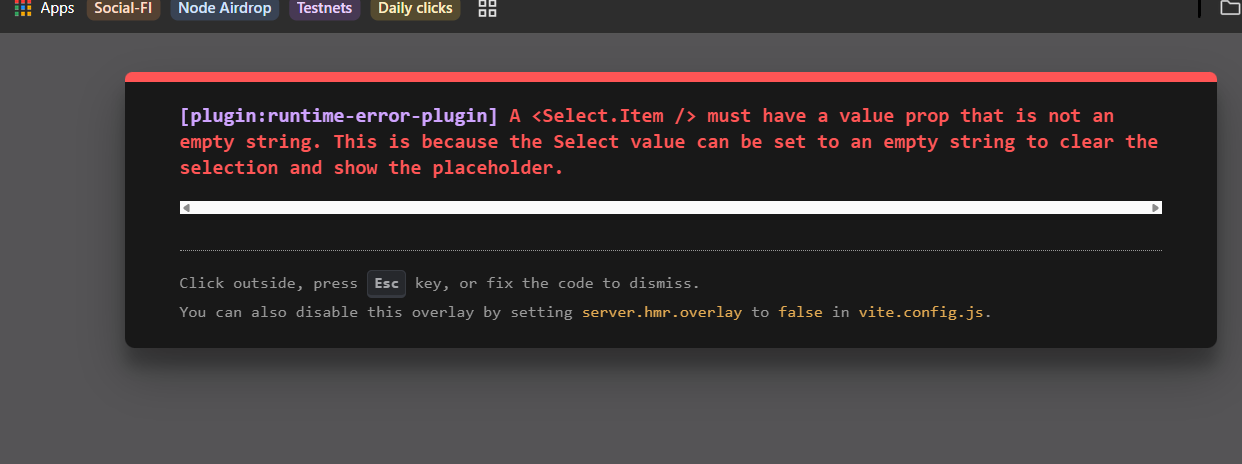 Apps Social-FI Node Airdrop Testnets Daily clicks
[plugin:runtime-error-plugin] A <Select.Item /> must have a value prop that is not an
empty string. This is because the Select value can be set to an empty string to clear the
selection and show the placeholder.
Click outside, press Esc key, or fix the code to dismiss.
You can also disable this overlay by setting server.hmr.overlay to false in vite.config.js.